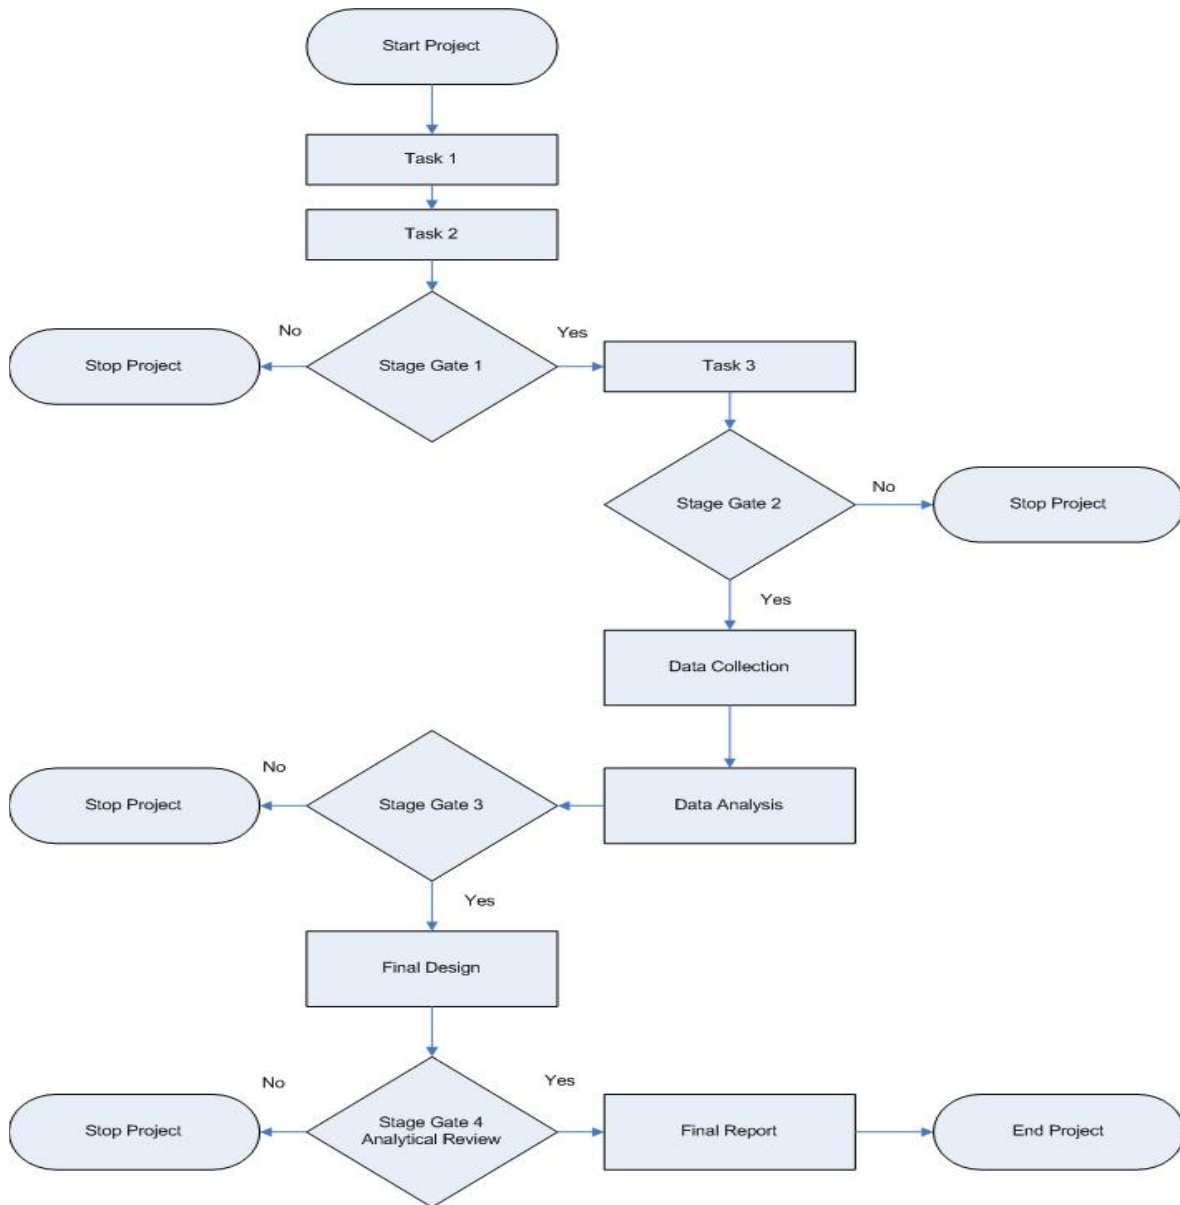 Start Project
Task 1
Task 2
No
Yes
Stop Project
Stage Gate 1
Task 3
Stage Gate 2
No
Stop Project
Yes
Data Collection
No
Stop Project
Stage Gate 3
Data Analysis
Yes
Final Design
No
Yes
Stop Project
Stage Gate 4
Analytical Review
Final Report
End Project